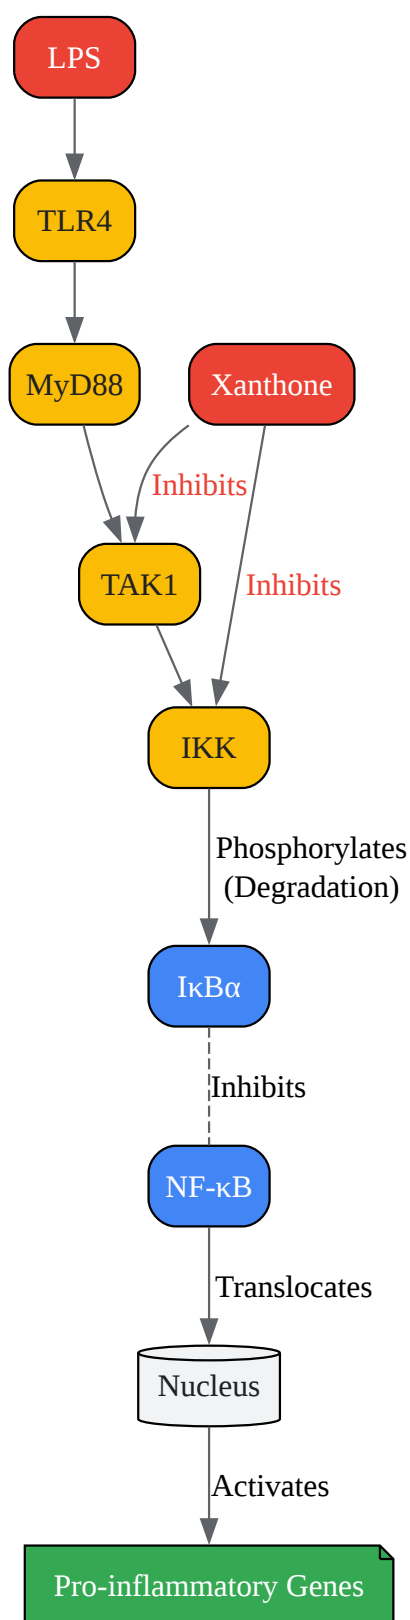 LPS
TLR4
MyD88
Xanthone
Inhibits
TAK1
Inhibits
IKK
Phosphorylates
(Degradation)
IκBα
Inhibits
NF-κB
Translocates
Nucleus
Activates
Pro-inflammatory Genes